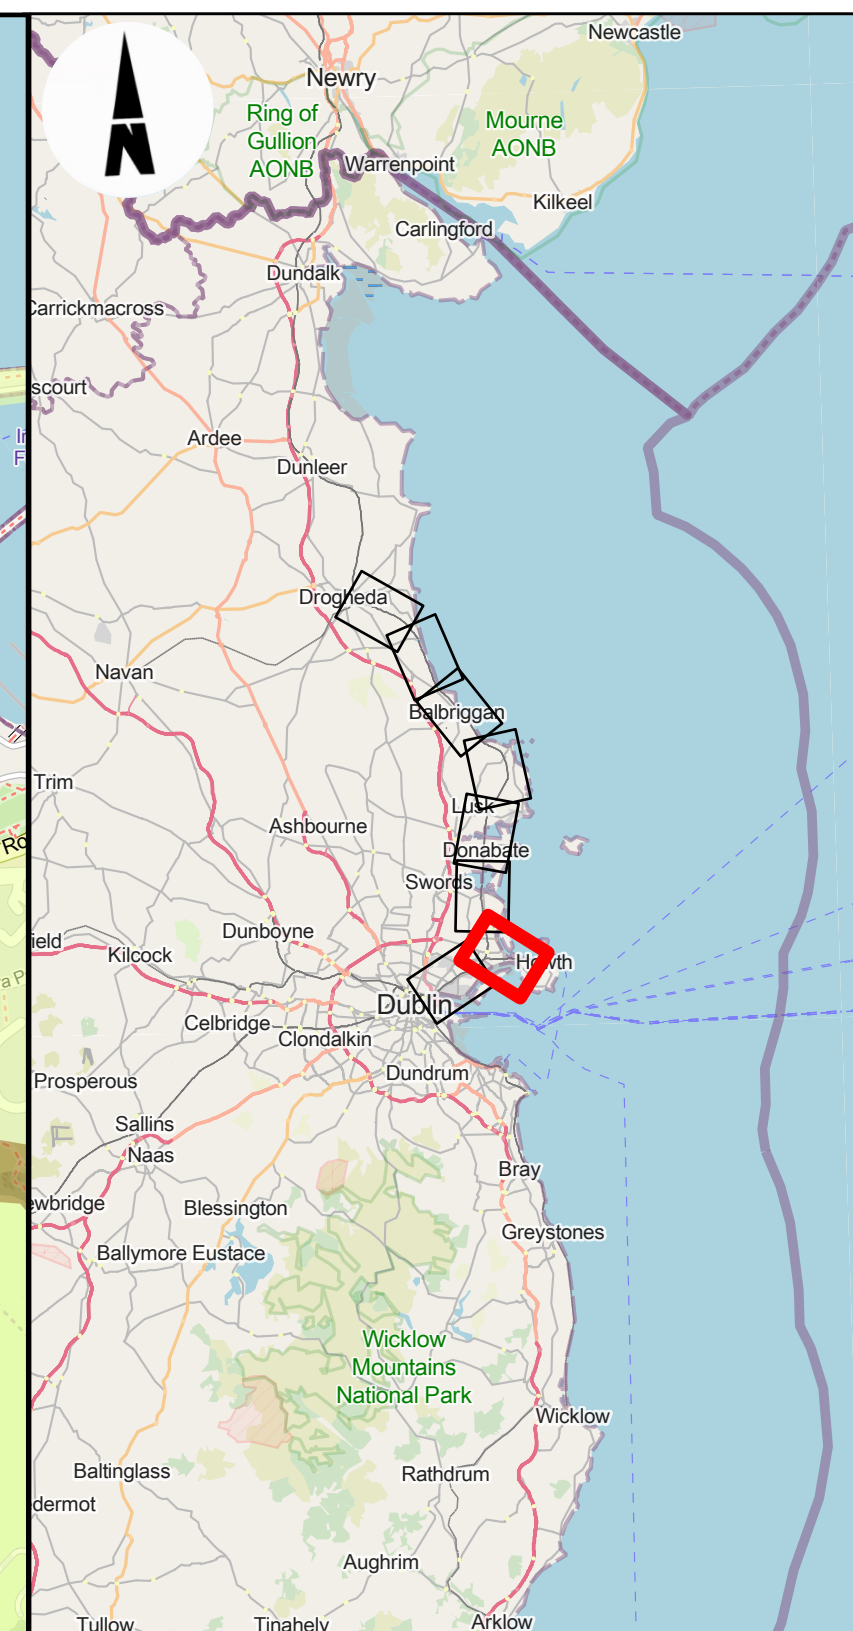 Newcastle
Newry
Ring of
Gullion
AONB
Mourne
AONB
N
Warrenpoint
Kilkeel
Carlingford
Dundalk
Carrickmacross
scourt
Ardee
Dunleer
Drogheda
Navan
Balbriggan
Trim
Lusk
Ashbourne
Donabate
Swords
Dunboyne
ield
Kilcock
Howth
Dublin
Celbridge
Clondalkin
Dundrum
Prosperous
Sallins
Naas
Bray
ewbridge
Blessington
Greystones
Ballymore Eustace
Wicklow
Mountains
National Park
Wicklow
Baltinglass
Rathdrum
dermot
Aughrim
Tullow
Tinahely
Arklow
Ro
a P